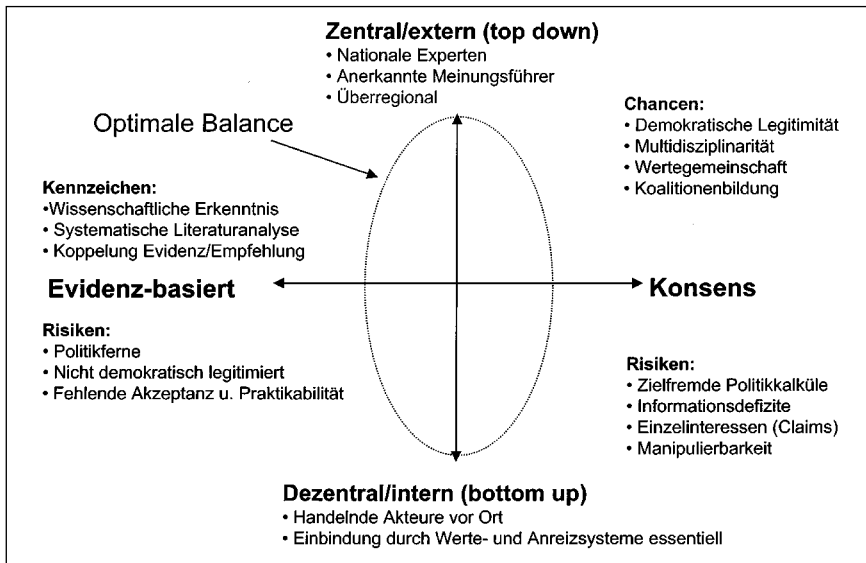 Zentral/extern (top down)
• Nationale Experten
• Anerkannte Meinungsführer
• Überregional
Optimale Balance
Chancen:
• Demokratische Legitimität
• Multidisziplinarität
• Wertegemeinschaft
• Koalitionenbildung
Kennzeichen:
•Wissenschaftliche Erkenntnis
• Systematische Literaturanalyse
• Koppelung Evidenz/Empfehlung
Evidenz-basiert
Konsens
Risiken:
• Politikferne
• Nicht demokratisch legitimiert
• Fehlende Akzeptanz u. Praktikabilität
Risiken:
• Zielfremde Politikkalküle
• Informationsdefizite
• Einzelinteressen (Claims)
• Manipulierbarkeit
Dezentral/intern (bottom up)
• Handelnde Akteure vor Ort
• Einbindung durch Werte- und Anreizsysteme essentiell